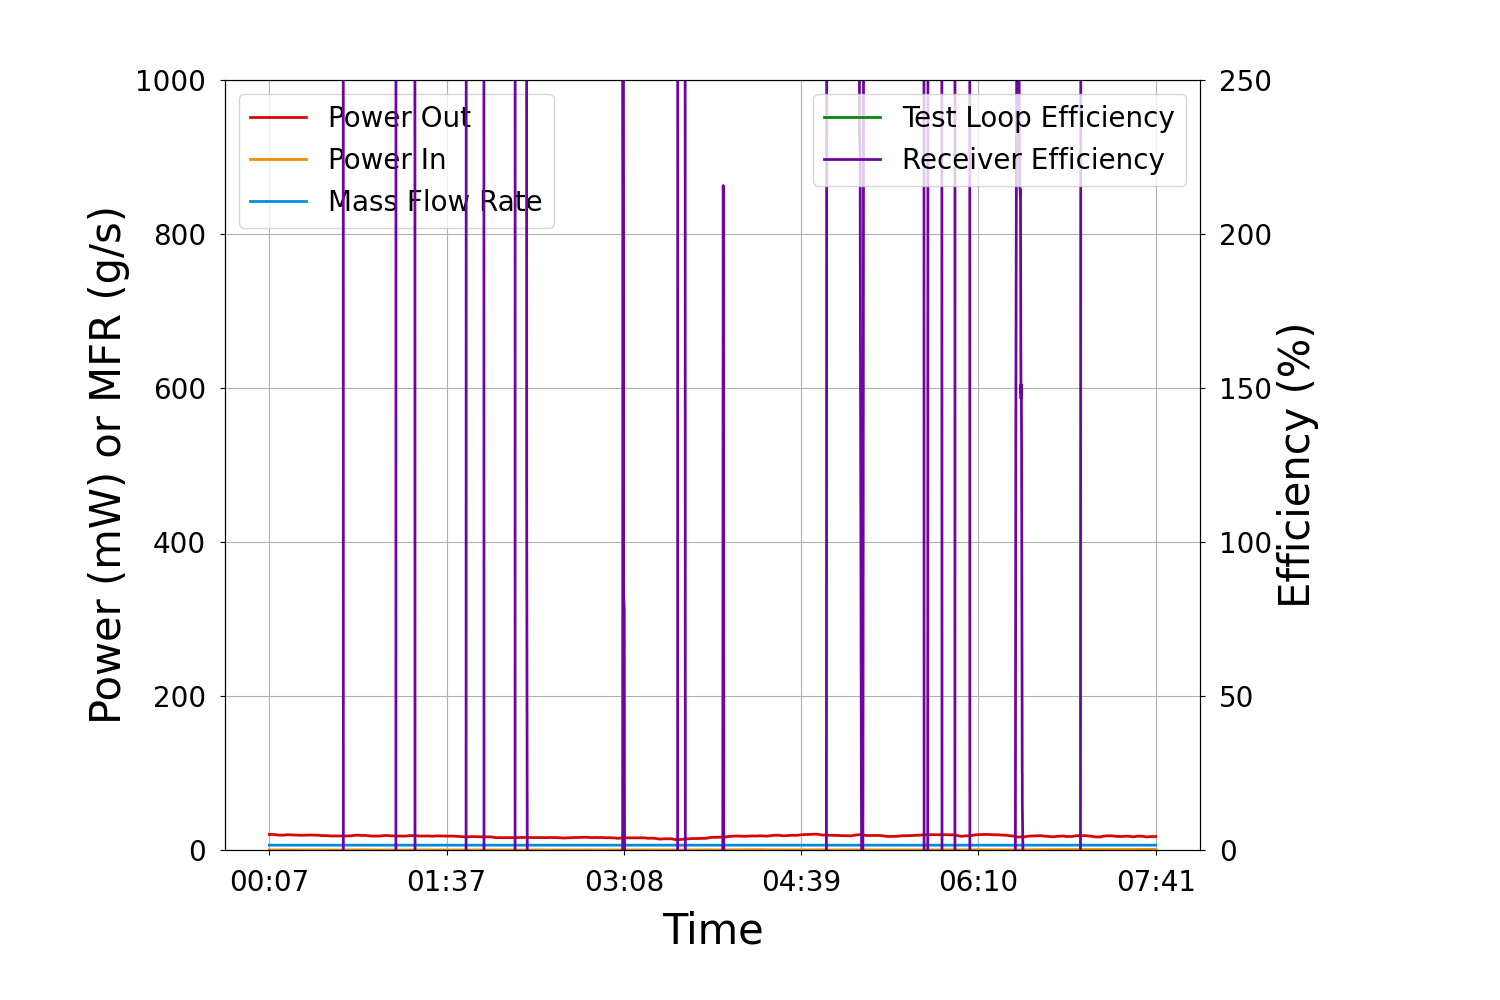 1000
800
600
400
200
0
Power (mW) or MFR (g/s)
Power Out
Power In
Mass Flow Rate
Test Loop Efficiency
Receiver Efficiency
250
200
150
100
50
0
Efficiency (%)
00:07 01:37 03:08 04:39 06:10 07:41
Time